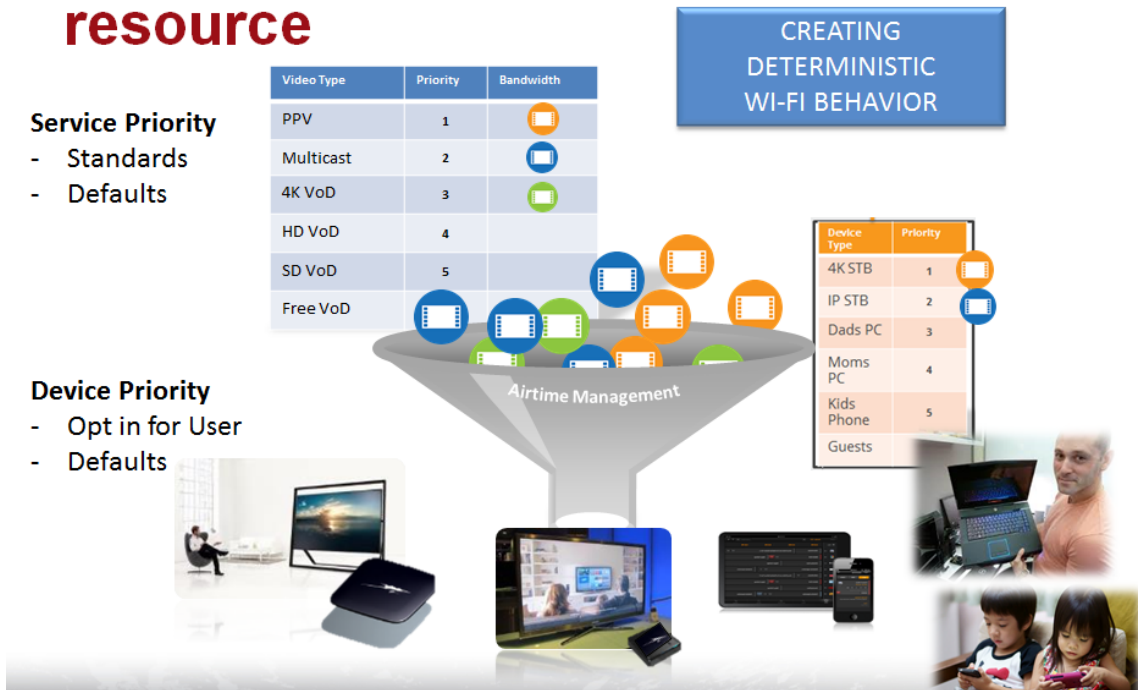 resource
CREATING
DETERMINISTIC
WI-FI BEHAVIOR
Service Priority
- Standards
- Defaults
Video Type Priority Bandwidth
PPV 1
Multicast 2
4K VoD 3
HD VoD 4
SD VoD 5
Free VoD
Device
Type Priority
4K STB 1
IP STB 2
Dads PC 3
Moms
PC 4
Kids
Phone 5
Guests
Airtime Management
Device Priority
- Opt in for User
- Defaults